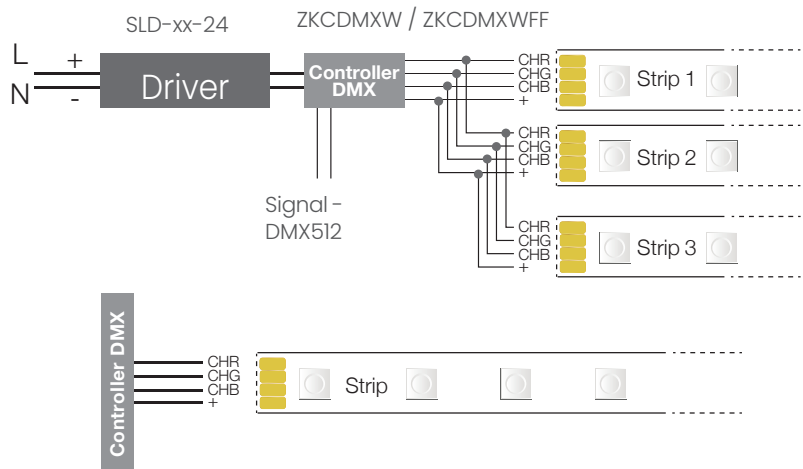 SLD-xx-24
ZKCDMXW / ZKCDMXWFF
L +
N -
Driver
Controller
DMX
CHR
CHG
CHB
+
Strip 1
CHR
CHG
CHB
+
Strip 2
Signal -
DMX512
CHR
CHG
CHB
+
Strip 3
Controller DMX
CHR
CHG
CHB
+
Strip